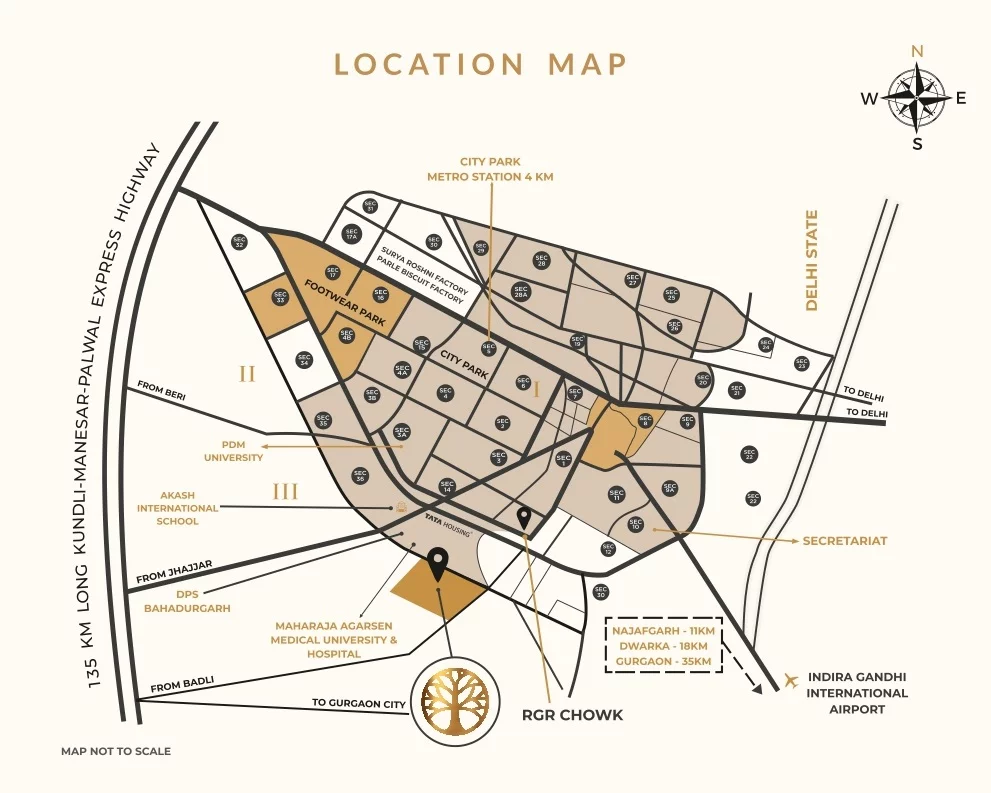 LOCATION MAP
N
W
E
S
135 KM LONG KUNDLI-MANESAR-PALWAL EXPRESS HIGHWAY
CITY PARK
METRO STATION 4 KM
DELHI STATE
SEC
31
SEC
17A
SEC
30
SEC
32
SEC
29
SEC
28
SURYA ROSHNI FACTORY
PARLE BISCUIT FACTORY
SEC
17
SEC
27
SEC
28A
SEC
25
SEC
33
SEC
16
FOOTWEAR PARK
SEC
26
SEC
4B
SEC
15
CITY PARK
SEC
5
SEC
19
SEC
24
SEC
34
SEC
23
II
SEC
4A
SEC
6
I
SEC
20
SEC
21
FROM BERI
SEC
3B
SEC
4
SEC
7
TO DELHI
TO DELHI
SEC
35
SEC
2
SEC
8
SEC
9
SEC
3A
PDM
UNIVERSITY
SEC
3
SEC
1
SEC
22
SEC
36
SEC
14
SEC
9A
III
SEC
11
SEC
22
AKASH
INTERNATIONAL
SCHOOL
TATA HOUSING
SEC
10
SECRETARIAT
SEC
12
FROM JHAJJAR
DPS
BAHADURGARH
SEC
30
MAHARAJA AGARSEN
MEDICAL UNIVERSITY &
HOSPITAL
NAJAFGARH - 11KM
DWARKA - 18KM
GURGAON - 35KM
FROM BADLI
INDIRA GANDHI
INTERNATIONAL
AIRPORT
TO GURGAON CITY
RGR CHOWK
MAP NOT TO SCALE